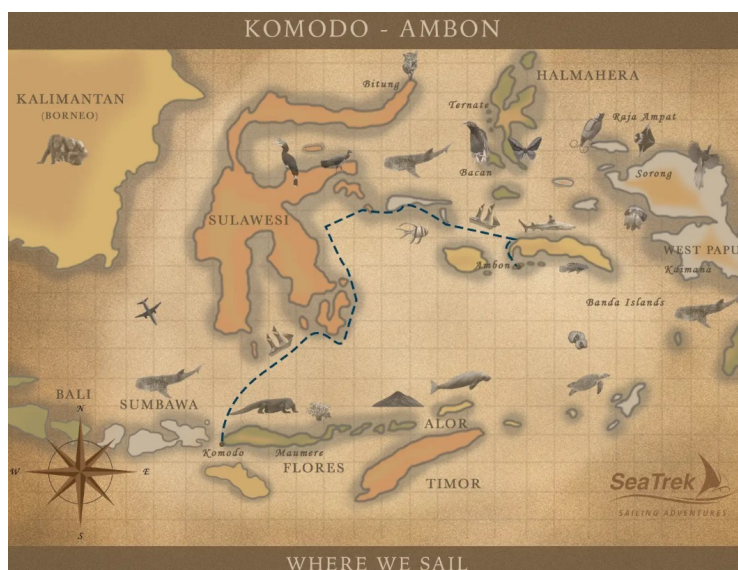 KOMODO - AMBON
HALMAHERA
Bitung
KALIMANTAN
(BORNEO)
Ternate
Raja Ampat
Bacan
Sorong
SULAWESI
WEST PAPU
Ambon
Kaimana
Banda Islands
BALI
SUMBAWA
N
ALOR
Komodo
Maumere
FLORES
W
E
TIMOR
SeaTrek
SAILING ADVENTURES
S
WHERE WE SAIL